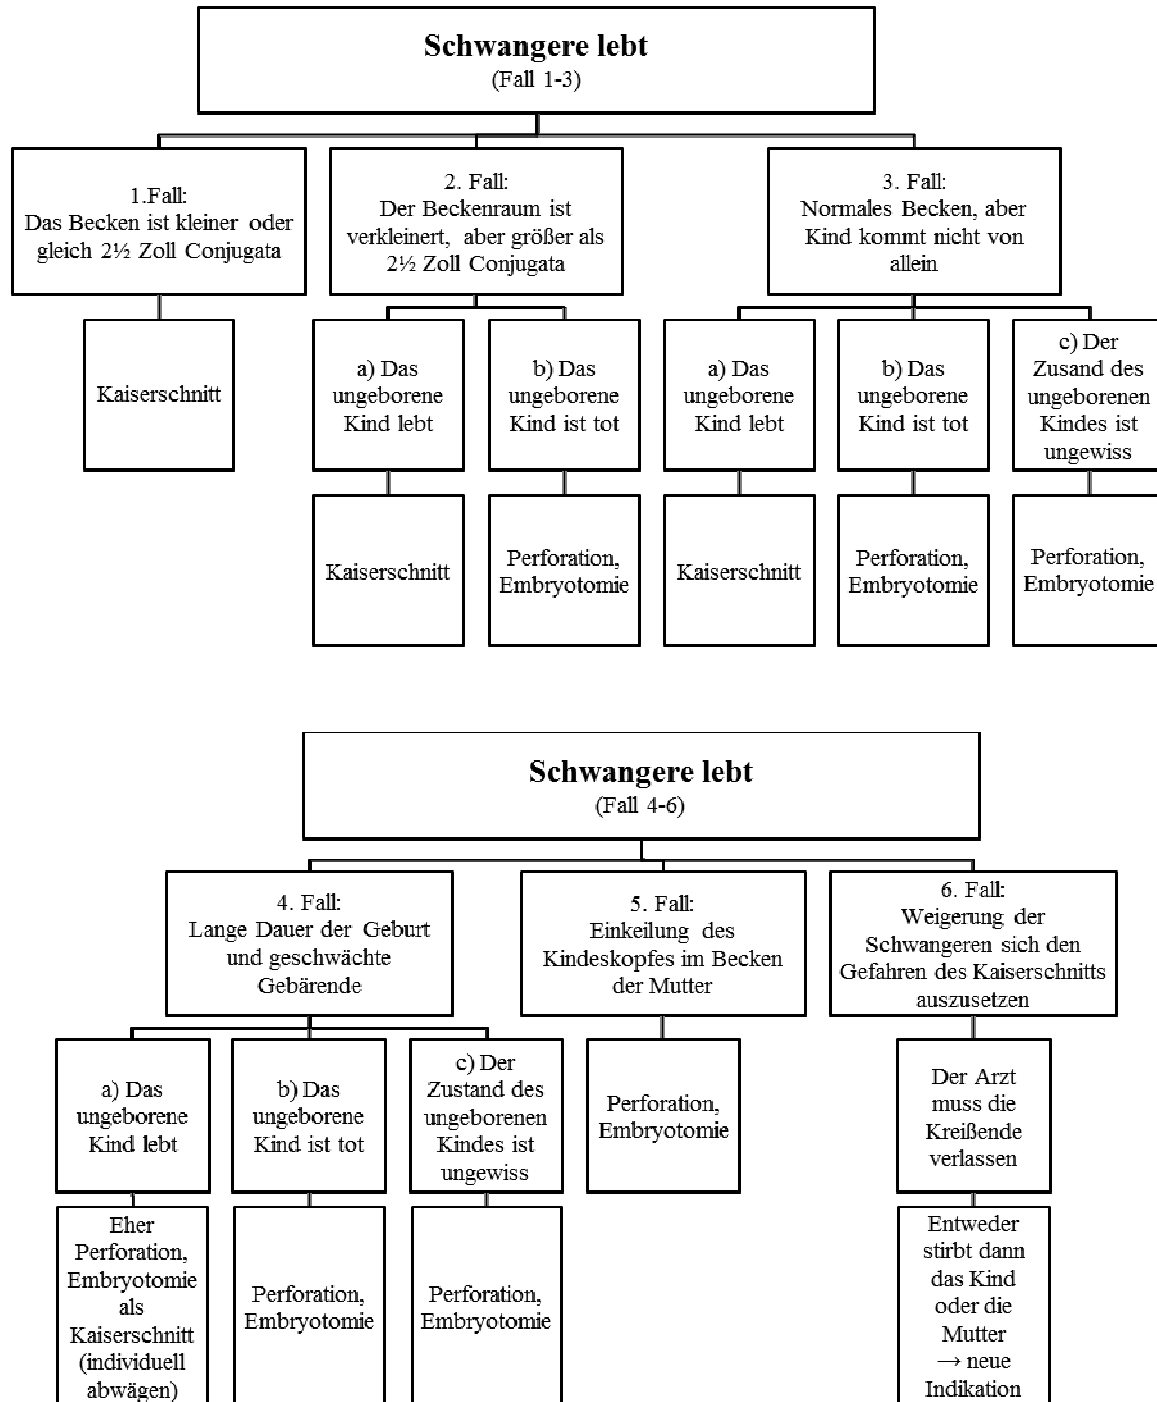 Schwangere lebt
(Fall 1-3)
1.Fall:
Das Becken ist kleiner oder
gleich 2½ Zoll Conjugata
2. Fall:
Der Beckenraum ist
verkleinert, aber größer als
2½ Zoll Conjugata
3. Fall:
Normales Becken, aber
Kind kommt nicht von
allein
Kaiserschnitt
a) Das
ungeborene
Kind lebt
b) Das
ungeborene
Kind ist tot
a) Das
ungeborene
Kind lebt
b) Das
ungeborene
Kind ist tot
c) Der
Zusand des
ungeborenen
Kindes ist
ungewiss
Kaiserschnitt
Perforation,
Embryotomie
Kaiserschnitt
Perforation,
Embryotomie
Perforation,
Embryotomie
Schwangere lebt
(Fall 4-6)
4. Fall:
Lange Dauer der Geburt
und geschwächte
Gebärende
5. Fall:
Einkeilung des
Kindeskopfes im Becken
der Mutter
6. Fall:
Weigerung der
Schwangeren sich den
Gefahren des Kaiserschnitts
auszusetzen
a) Das
ungeborene
Kind lebt
b) Das
ungeborene
Kind ist tot
c) Der
Zustand des
ungeborenen
Kindes ist
ungewiss
Perforation,
Embryotomie
Der Arzt
muss die
Kreißende
verlassen
Eher
Perforation,
Embryotomie
als
Kaiserschnitt
(individuell
abwägen)
Perforation,
Embryotomie
Perforation,
Embryotomie
Entweder
stirbt dann
das Kind
oder die
Mutter
→ neue
Indikation